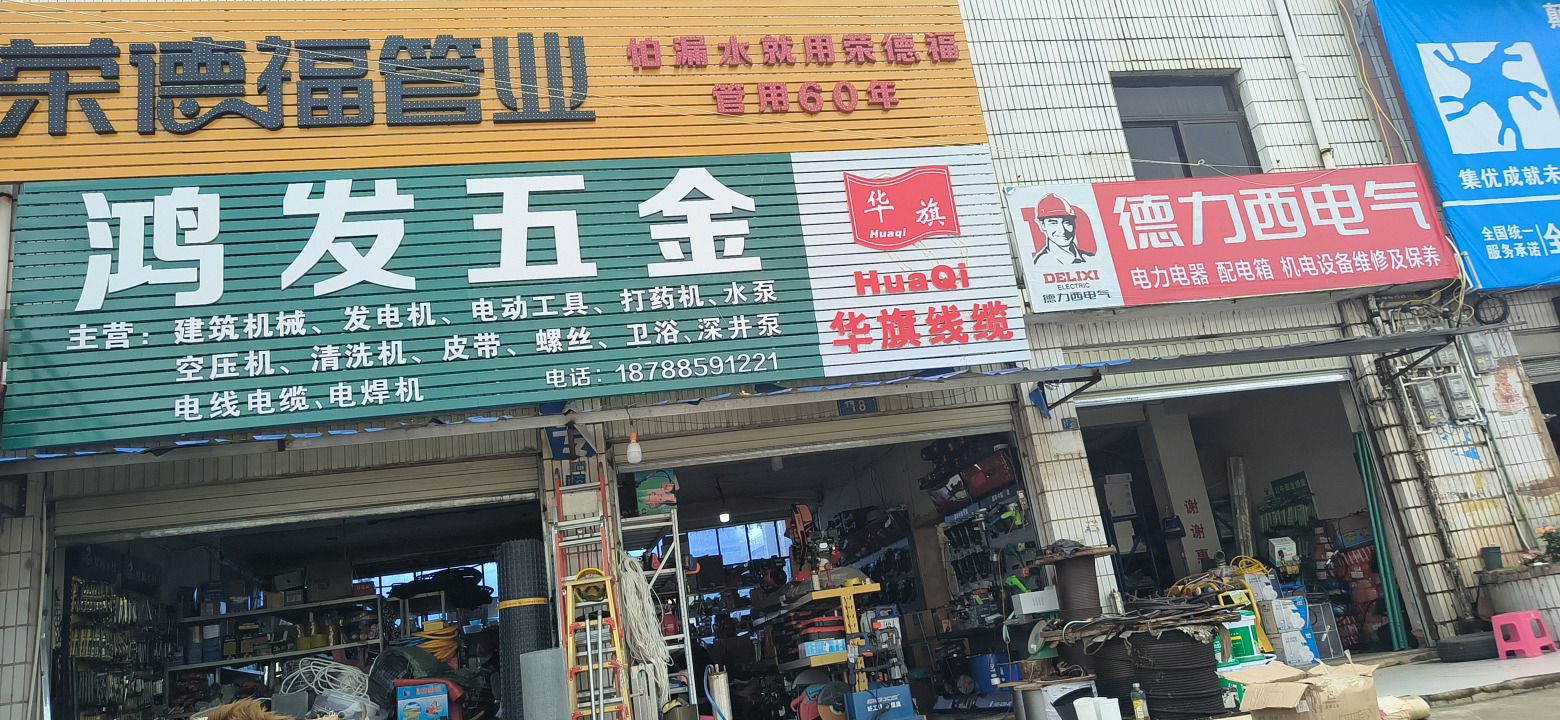 荣德福管业
怕漏水就用荣德福
管用60年
鸿发五金
主营：建筑机械、发电机、电动工具、打药机、水泵
空压机、清洗机、皮带、螺丝、卫浴、深井泵
电线电缆、电焊机
电话：18788591221
华旗
Huaqi
HuaQi
华旗线缆
DELIXI
ELECTRIC
德力西电气
德力西电气
电力电器 配电箱 机电设备维修及保养
集优成就未
全国统一
服务承诺
谢谢惠